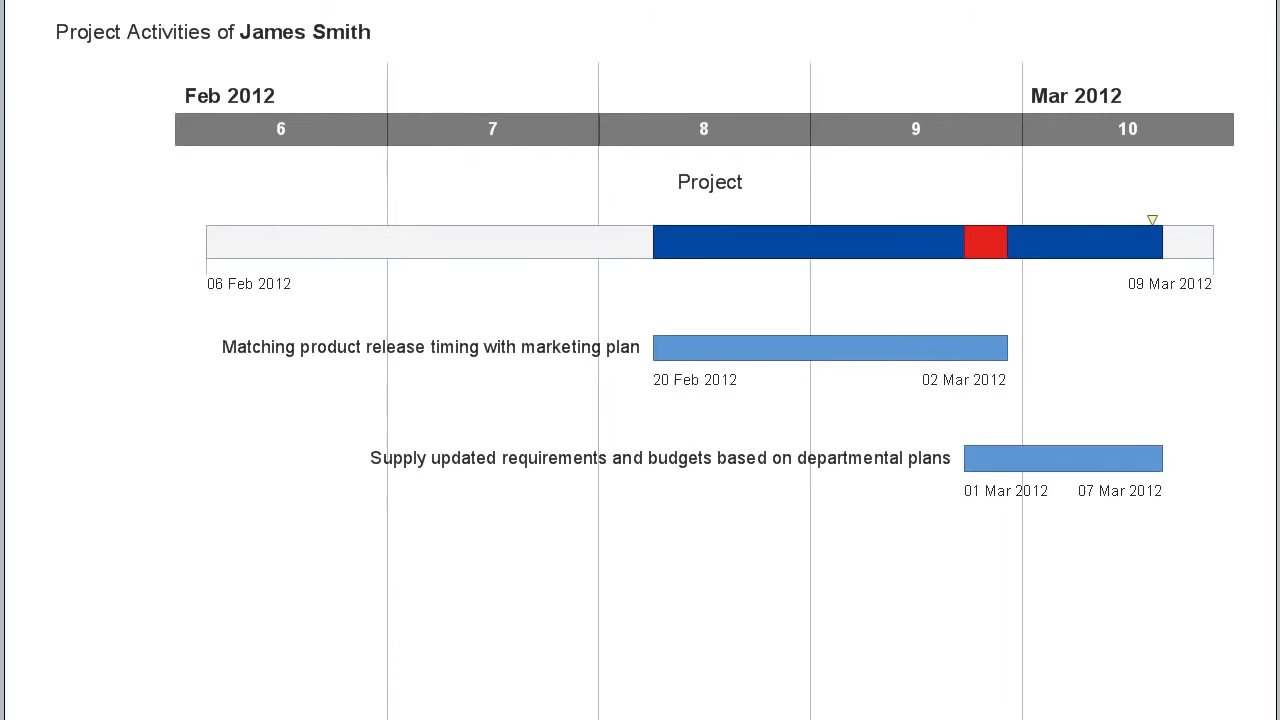 Project Activities of James Smith
Feb 2012 Mar 2012
6 7 8 9 10
Project
06 Feb 2012 09 Mar 2012
Matching product release timing with marketing plan
20 Feb 2012 02 Mar 2012
Supply updated requirements and budgets based on departmental plans
01 Mar 2012 07 Mar 2012